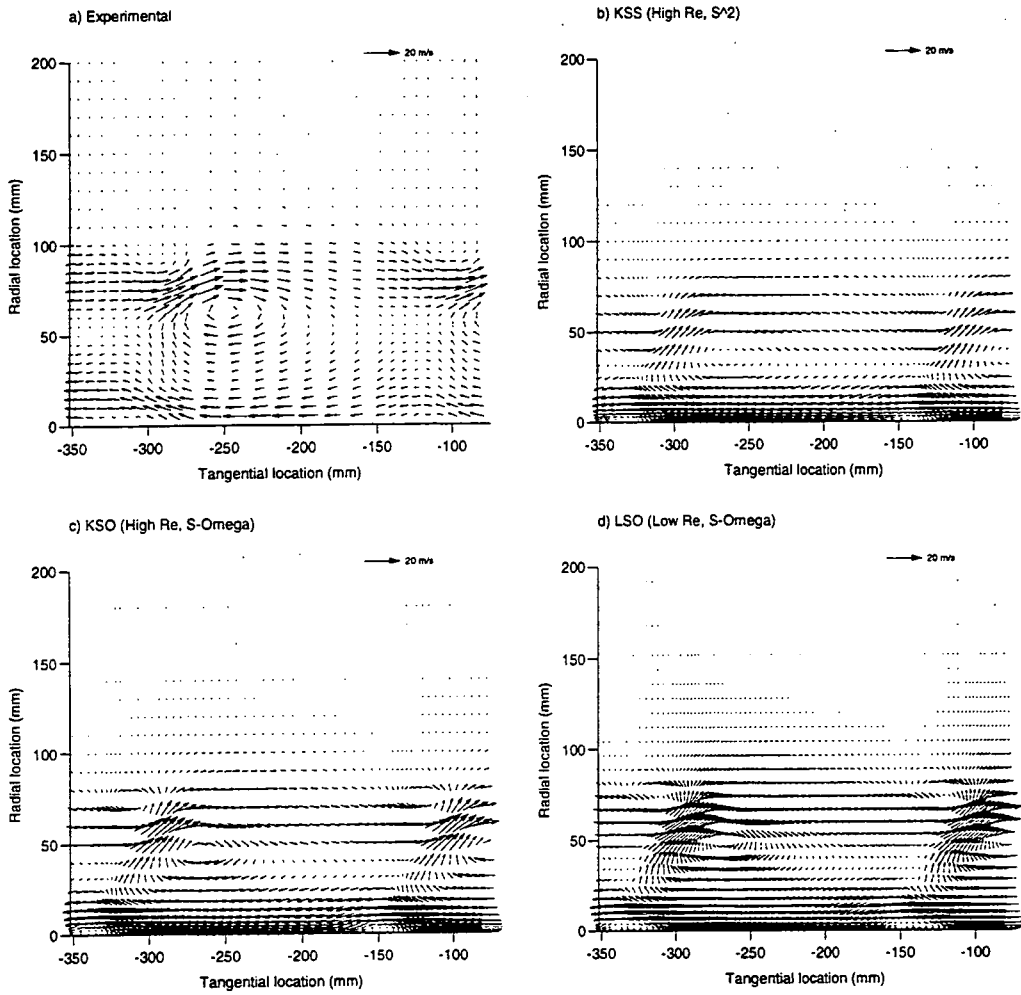 a) Experimental
20 m/s
200
150
100
50
0
Radial location (mm)
-350 -300 -250 -200 -150 -100
Tangential location (mm)
b) KSS (High Re, S^2)
20 m/s
200
150
100
50
0
Radial location (mm)
-350 -300 -250 -200 -150 -100
Tangential location (mm)
c) KSO (High Re, S-Omega)
20 m/s
200
150
100
50
0
Radial location (mm)
-350 -300 -250 -200 -150 -100
Tangential location (mm)
d) LSO (Low Re, S-Omega)
20 m/s
200
150
100
50
0
Radial location (mm)
-350 -300 -250 -200 -150 -100
Tangential location (mm)